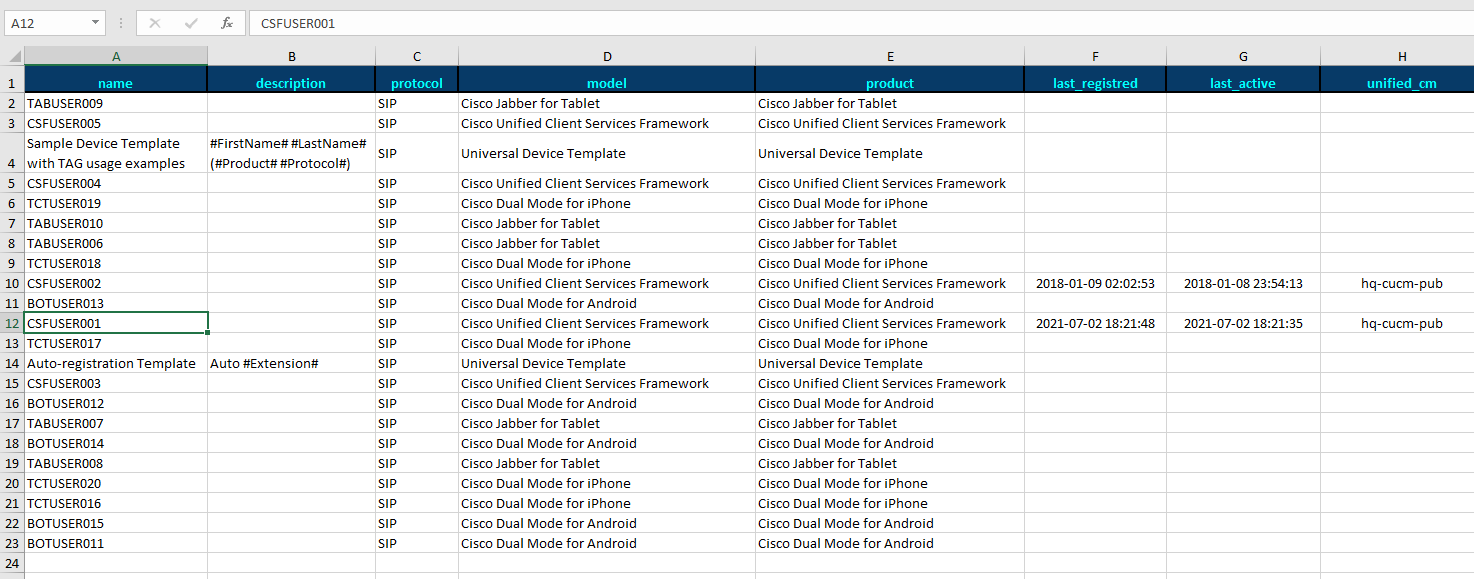 A12 fx CSFUSER001
A B C D E F G H
1 name description protocol model product last_registred last_active unified_cm
2 TABUSER009 SIP Cisco Jabber for Tablet Cisco Jabber for Tablet
3 CSFUSER005 SIP Cisco Unified Client Services Framework Cisco Unified Client Services Framework
Sample Device Template #FirstName# #LastName#
4 with TAG usage examples (#Product# #Protocol#) SIP Universal Device Template Universal Device Template
5 CSFUSER004 SIP Cisco Unified Client Services Framework Cisco Unified Client Services Framework
6 TCTUSER019 SIP Cisco Dual Mode for iPhone Cisco Dual Mode for iPhone
7 TABUSER010 SIP Cisco Jabber for Tablet Cisco Jabber for Tablet
8 TABUSER006 SIP Cisco Jabber for Tablet Cisco Jabber for Tablet
9 TCTUSER018 SIP Cisco Dual Mode for iPhone Cisco Dual Mode for iPhone
10 CSFUSER002 SIP Cisco Unified Client Services Framework Cisco Unified Client Services Framework 2018-01-09 02:02:53 2018-01-08 23:54:13 hq-cucm-pub
11 BOTUSER013 SIP Cisco Dual Mode for Android Cisco Dual Mode for Android
12 CSFUSER001 SIP Cisco Unified Client Services Framework Cisco Unified Client Services Framework 2021-07-02 18:21:48 2021-07-02 18:21:35 hq-cucm-pub
13 TCTUSER017 SIP Cisco Dual Mode for iPhone Cisco Dual Mode for iPhone
14 Auto-registration Template Auto #Extension# SIP Universal Device Template Universal Device Template
15 CSFUSER003 SIP Cisco Unified Client Services Framework Cisco Unified Client Services Framework
16 BOTUSER012 SIP Cisco Dual Mode for Android Cisco Dual Mode for Android
17 TABUSER007 SIP Cisco Jabber for Tablet Cisco Jabber for Tablet
18 BOTUSER014 SIP Cisco Dual Mode for Android Cisco Dual Mode for Android
19 TABUSER008 SIP Cisco Jabber for Tablet Cisco Jabber for Tablet
20 TCTUSER020 SIP Cisco Dual Mode for iPhone Cisco Dual Mode for iPhone
21 TCTUSER016 SIP Cisco Dual Mode for iPhone Cisco Dual Mode for iPhone
22 BOTUSER015 SIP Cisco Dual Mode for Android Cisco Dual Mode for Android
23 BOTUSER011 SIP Cisco Dual Mode for Android Cisco Dual Mode for Android
24